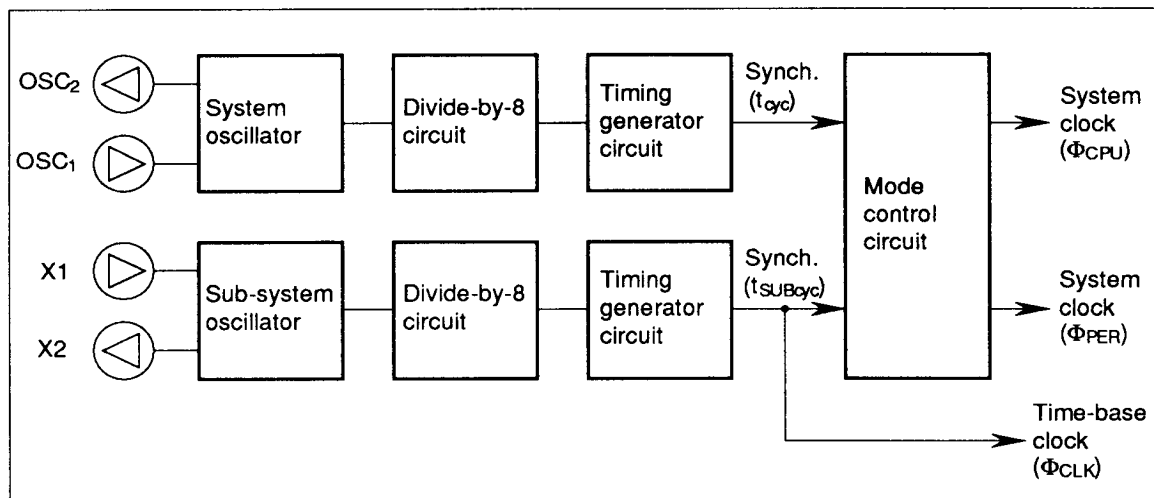 OSC2
OSC1
X1
X2
System
oscillator
Divide-by-8
circuit
Timing
generator
circuit
Synch.
(tcyc)
Sub-system
oscillator
Divide-by-8
circuit
Timing
generator
circuit
Synch.
(tSUBcyc)
Mode
control
circuit
System
clock
(ΦCPU)
System
clock
(ΦPER)
Time-base
clock
(ΦCLK)